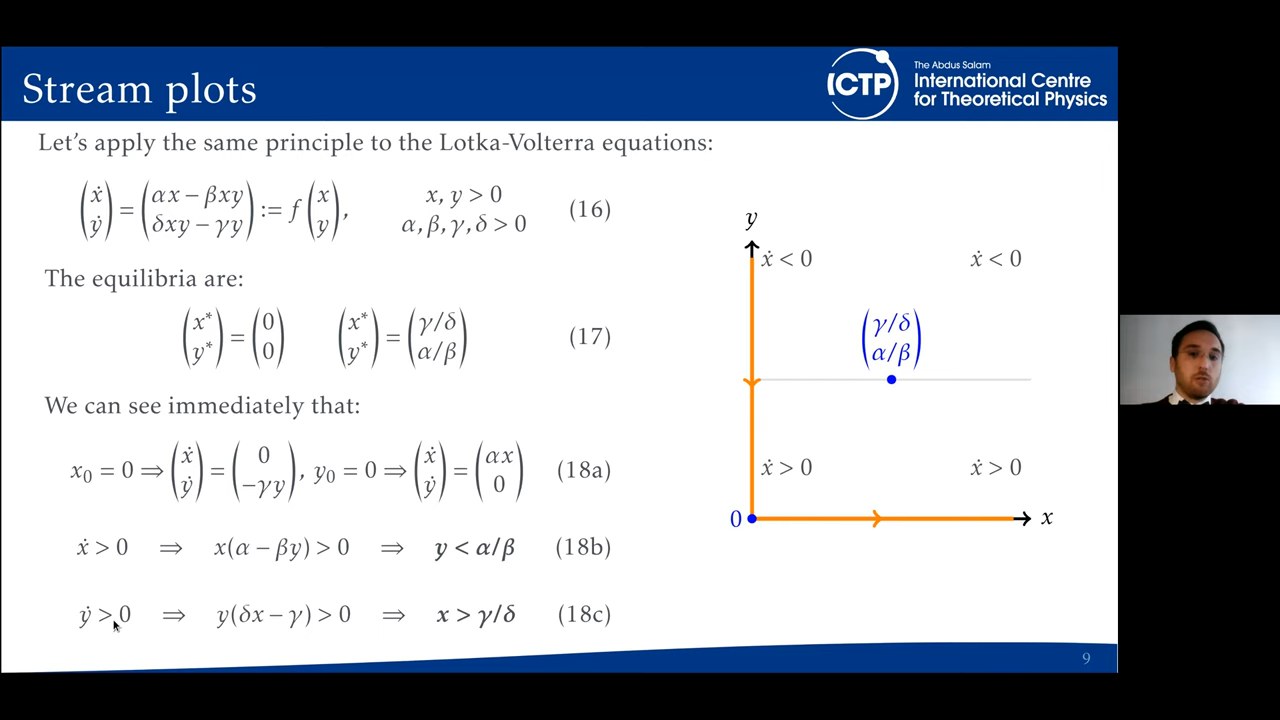 Stream plots
ICTP
The Abdus Salam
International Centre
for Theoretical Physics
Let's apply the same principle to the Lotka-Volterra equations:
(ẋ ẏ) = (αx − βxy δxy − γy) := f (x y), x, y > 0 α, β, γ, δ > 0 (16)
The equilibria are:
(x* y*) = (0 0) (x* y*) = (γ/δ α/β) (17)
We can see immediately that:
x₀ = 0 ⇒ (ẋ ẏ) = (0 −γy), y₀ = 0 ⇒ (ẋ ẏ) = (αx 0) (18a)
ẋ > 0 ⇒ x(α − βy) > 0 ⇒ y < α/β (18b)
ẏ > 0 ⇒ y(δx − γ) > 0 ⇒ x > γ/δ (18c)
y
ẋ < 0 ẋ < 0
(γ/δ α/β)
ẋ > 0 ẋ > 0
0 x
9